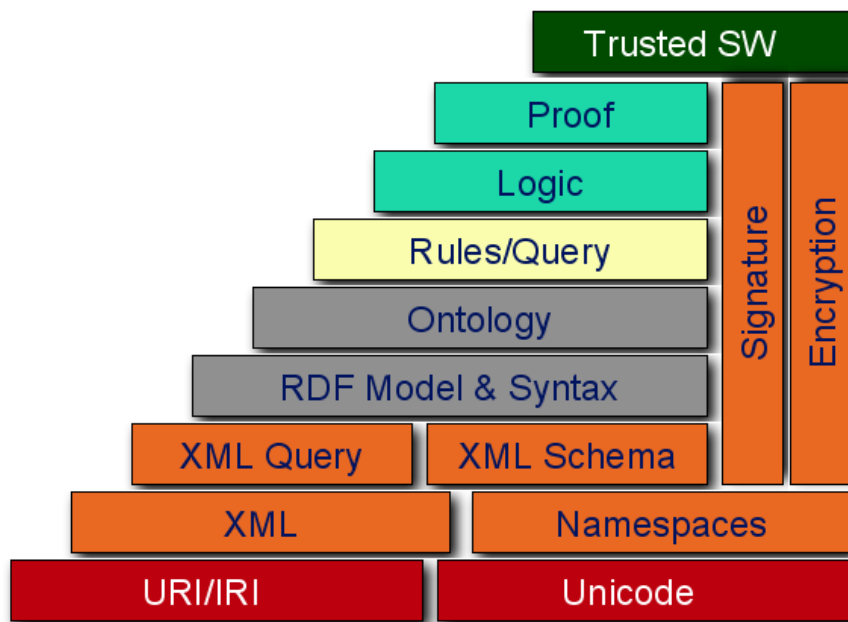 Trusted SW
Proof
Logic
Rules/Query
Ontology
RDF Model & Syntax
XML Query
XML Schema
Signature
Encryption
XML
Namespaces
URI/IRI
Unicode